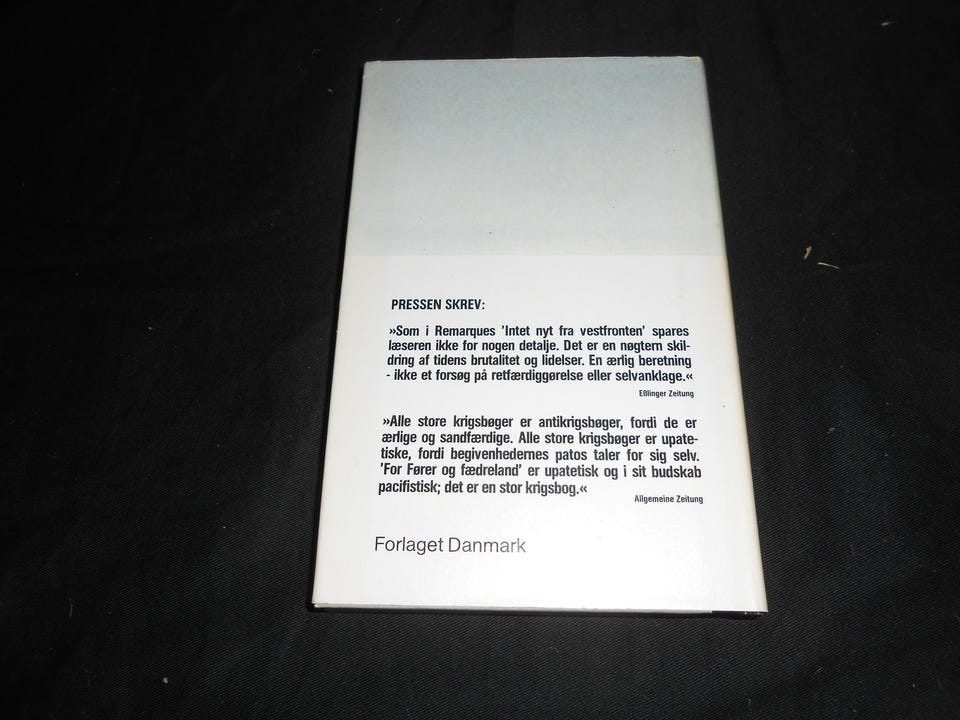 PRESSEN SKREV:
»Som i Remarques 'Intet nyt fra vestfronten' spares
læseren ikke for nogen detalje. Det er en nøgtern skil-
dring af tidens brutalitet og lidelser. En ærlig beretning
- ikke et forsøg på retfærdiggørelse eller selvanklage.«
Eßlinger Zeitung
»Alle store krigsbøger er antikrigsbøger, fordi de er
ærlige og sandfærdige. Alle store krigsbøger er upate-
tiske, fordi begivenhedernes patos taler for sig selv.
'For Fører og fædreland' er upatetisk og i sit budskab
pacifistisk; det er en stor krigsbog.«
Allgemeine Zeitung
Forlaget Danmark